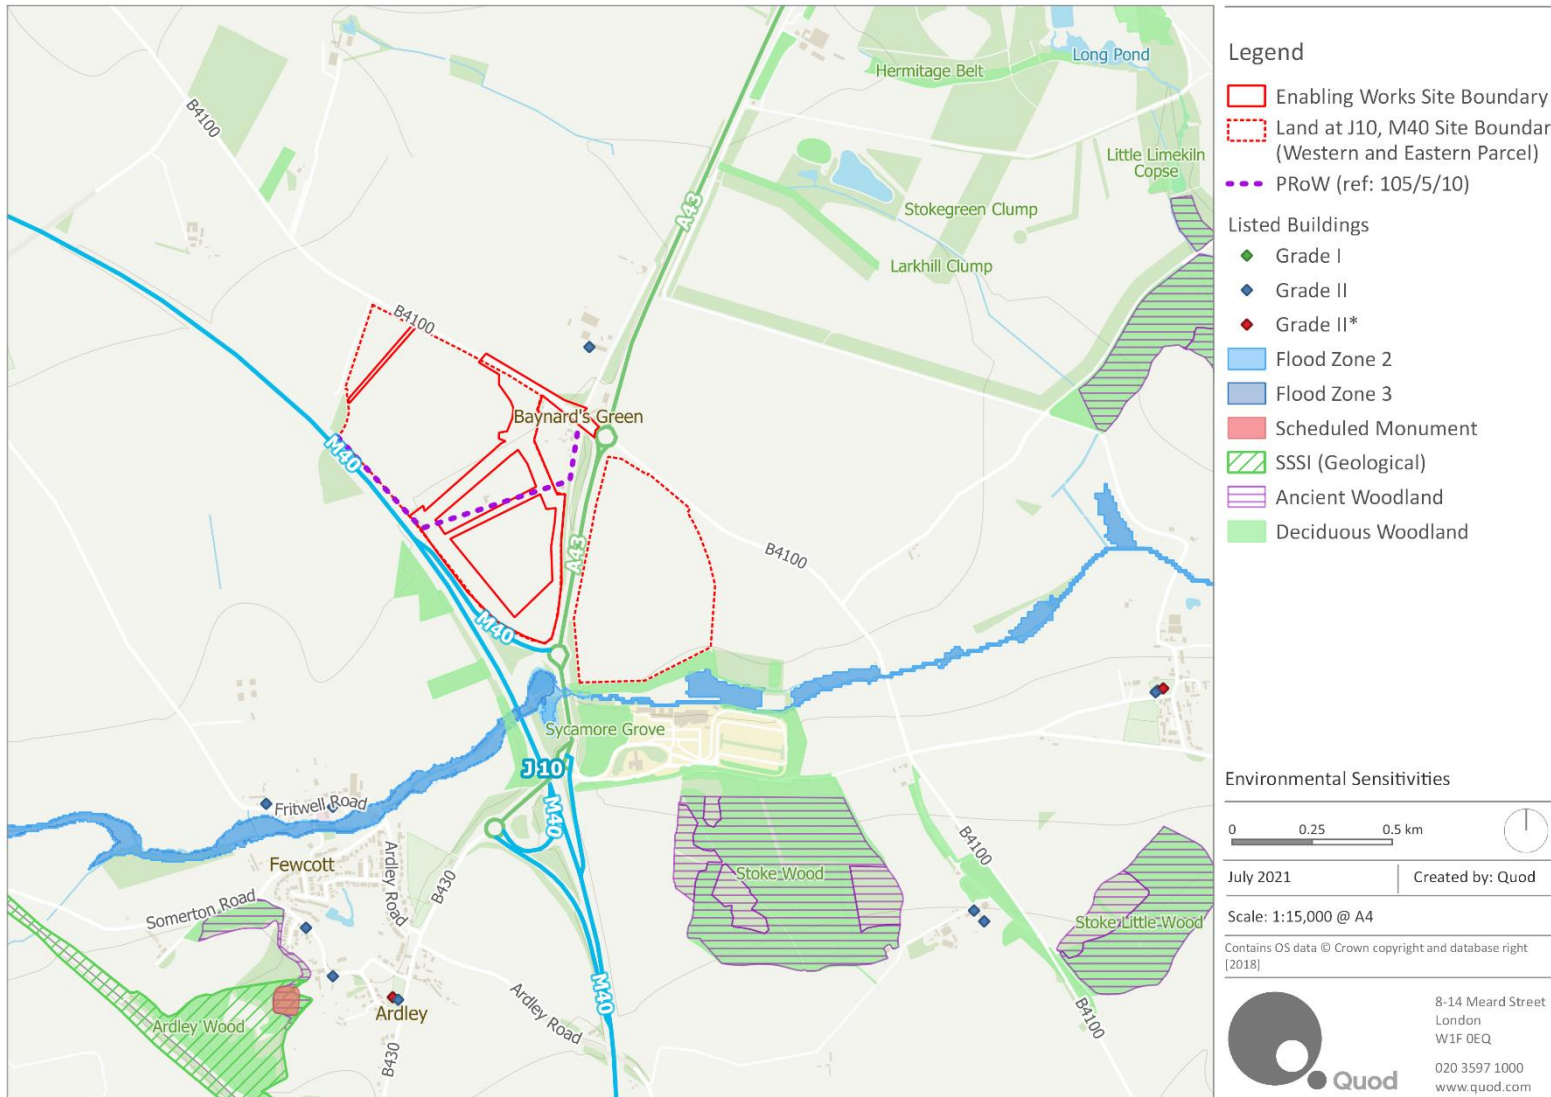 B4100
Hermitage Belt
Long Pond
Little Limekiln
Copse
A43
Stokegreen Clump
Larkhill Clump
B4100
Baynard's Green
M40
A43
B4100
M40
Sycamore Grove
J 10
M40
Fritwell Road
Fewcott
Ardley Road
B430
Somerton Road
Stoke Wood
B4100
Stoke Little Wood
Ardley Wood
Ardley
Ardley Road
M40
B430
B4100
Legend
Enabling Works Site Boundary
Land at J10, M40 Site Boundar
(Western and Eastern Parcel)
PRoW (ref: 105/5/10)
Listed Buildings
Grade I
Grade II
Grade II*
Flood Zone 2
Flood Zone 3
Scheduled Monument
SSSI (Geological)
Ancient Woodland
Deciduous Woodland
Environmental Sensitivities
0 0.25 0.5 km
July 2021
Created by: Quod
Scale: 1:15,000 @ A4
Contains OS data © Crown copyright and database right
[2018]
Quod
8-14 Meard Street
London
W1F 0EQ
020 3597 1000
www.quod.com